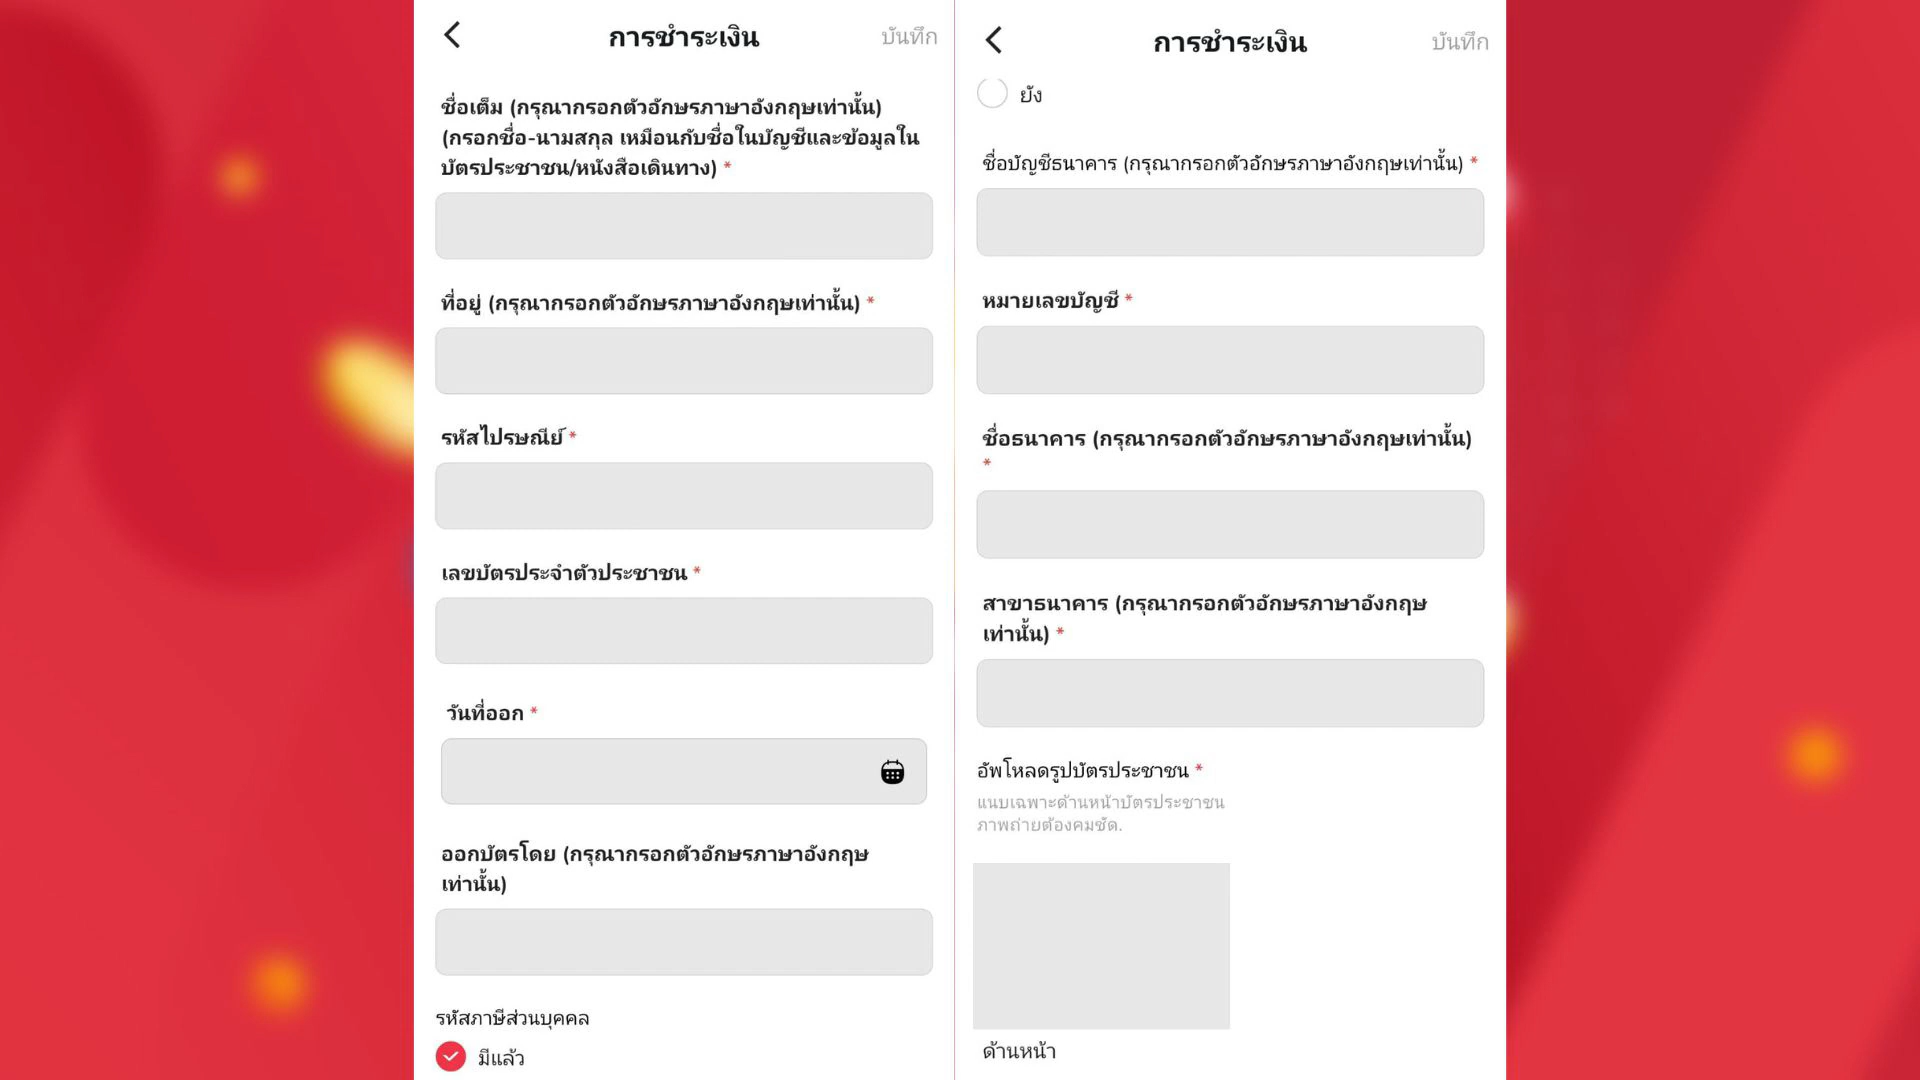 การชำระเงิน
บันทึก
ชื่อเต็ม (กรุณากรอกตัวอักษรภาษาอังกฤษเท่านั้น)
(กรอกชื่อ-นามสกุล เหมือนกับชื่อในบัญชีและข้อมูลใน
บัตรประชาชน/หนังสือเดินทาง) *
ที่อยู่ (กรุณากรอกตัวอักษรภาษาอังกฤษเท่านั้น) *
รหัสไปรษณีย์ *
เลขบัตรประจำตัวประชาชน *
วันที่ออก *
ออกบัตรโดย (กรุณากรอกตัวอักษรภาษาอังกฤษ
เท่านั้น)
รหัสภาษีส่วนบุคคล
มีแล้ว
การชำระเงิน
บันทึก
ยัง
ชื่อบัญชีธนาคาร (กรุณากรอกตัวอักษรภาษาอังกฤษเท่านั้น) *
หมายเลขบัญชี *
ชื่อธนาคาร (กรุณากรอกตัวอักษรภาษาอังกฤษเท่านั้น)
*
สาขาธนาคาร (กรุณากรอกตัวอักษรภาษาอังกฤษ
เท่านั้น) *
อัพโหลดรูปบัตรประชาชน *
แนบเฉพาะด้านหน้าบัตรประชาชน
ภาพถ่ายต้องคมชัด.
ด้านหน้า